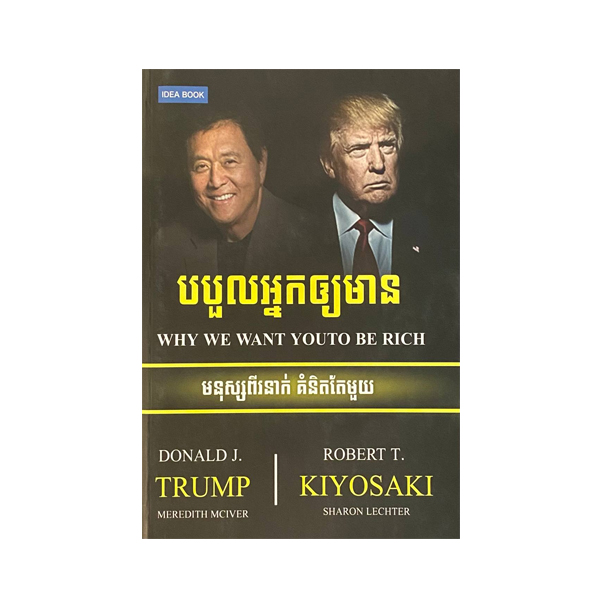 IDEA BOOK
បបួលអ្នកឲ្យមាន
WHY WE WANT YOUTO BE RICH
មនុស្សពីរនាក់ គំនិតតែមួយ
DONALD J.
TRUMP
MEREDITH MCIVER
ROBERT T.
KIYOSAKI
SHARON LECHTER